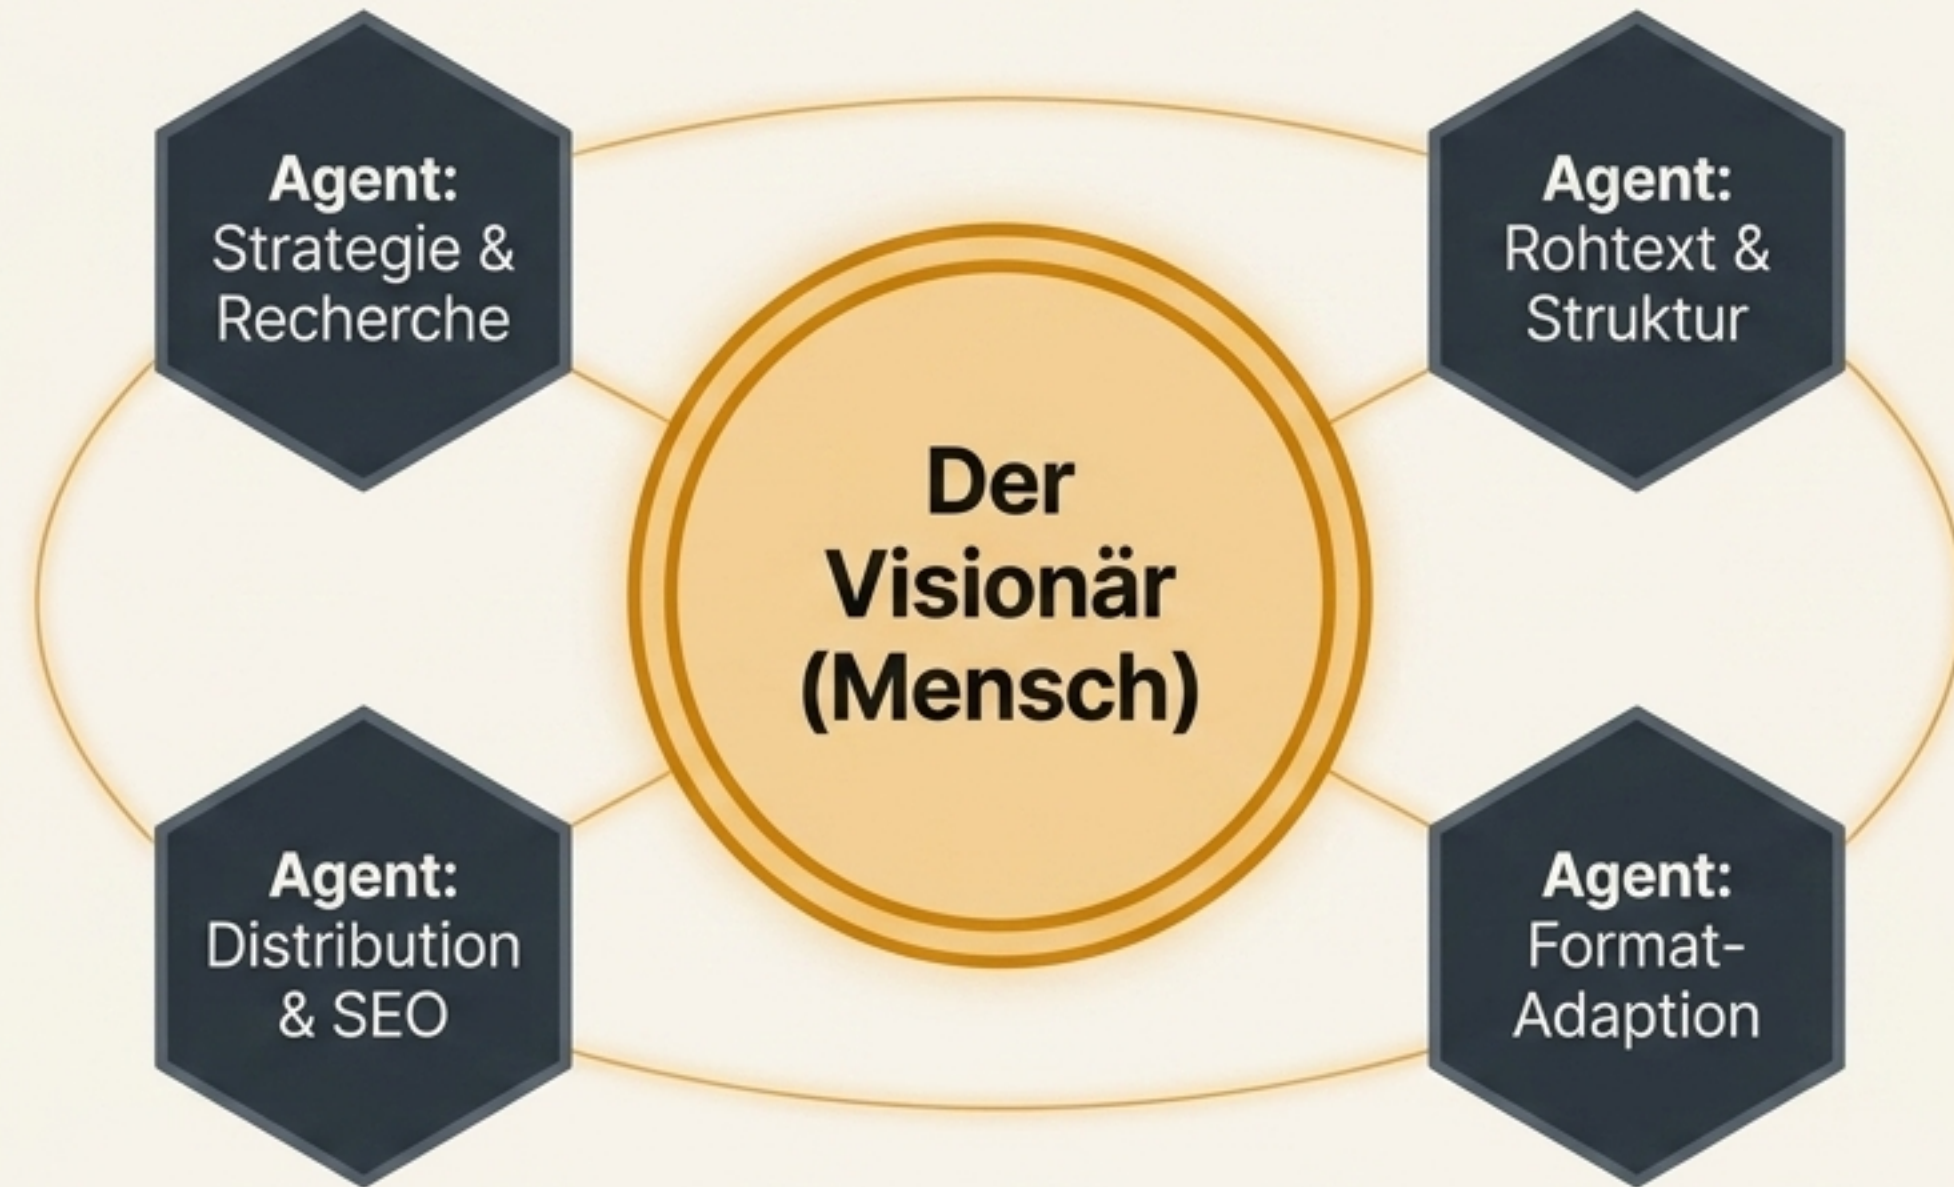 Agent:
Strategie &
Recherche
Agent:
Rohtext &
Struktur
Der
Visionär
(Mensch)
Agent:
Distribution
& SEO
Agent:
Format-
Adaption